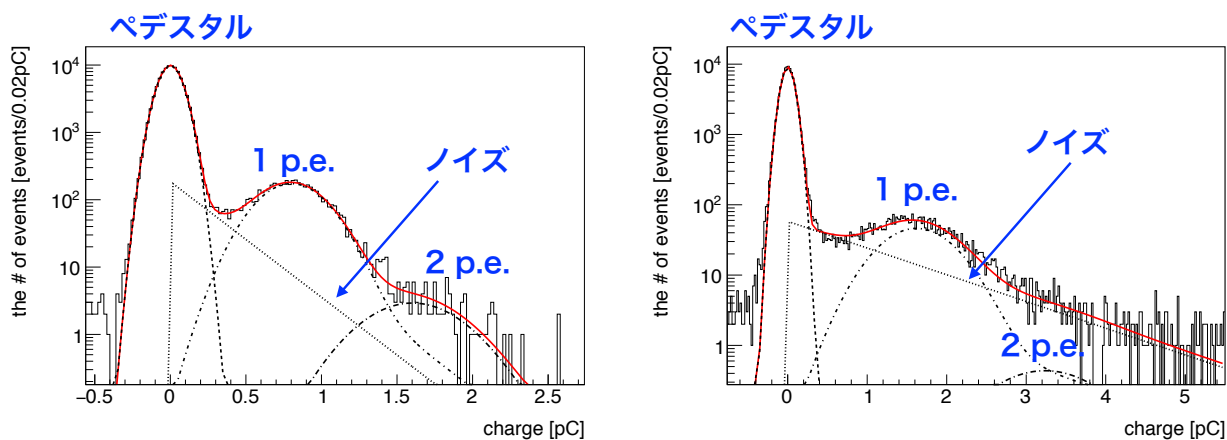 ペデスタル
the # of events [events/0.02pC]
10⁴
10³
10²
10
1
1 p.e.
ノイズ
2 p.e.
−0.5 0 0.5 1 1.5 2 2.5
charge [pC]
ペデスタル
the # of events [events/0.02pC]
10⁴
10³
10²
10
1
1 p.e.
ノイズ
2 p.e.
0 1 2 3 4 5
charge [pC]